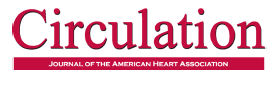 Circulation
JOURNAL OF THE AMERICAN HEART ASSOCIATION